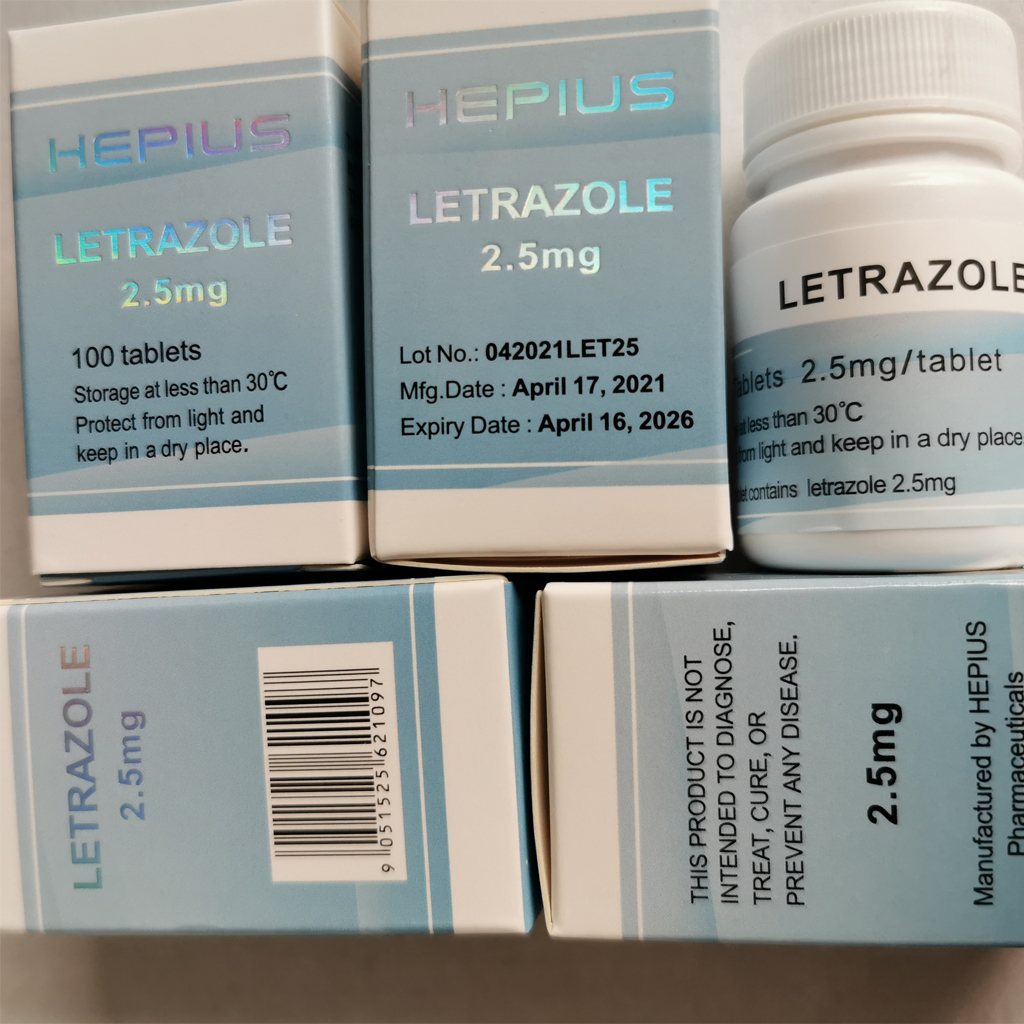 HEPIUS
LETRAZOLE
2.5mg
100 tablets
Storage at less than 30℃
Protect from light and
keep in a dry place.
HEPIUS
LETRAZOLE
2.5mg
Lot No.: 042021LET25
Mfg.Date : April 17, 2021
Expiry Date : April 16, 2026
LETRAZOLE
2.5mg/tablet
less than 30℃
light and keep in a dry place
contains letrazole 2.5mg
LETRAZOLE
2.5mg
9 051525 621097
THIS PRODUCT IS NOT
INTENDED TO DIAGNOSE,
TREAT, CURE, OR
PREVENT ANY DISEASE.
2.5mg
Manufactured by HEPIUS
Pharmaceuticals